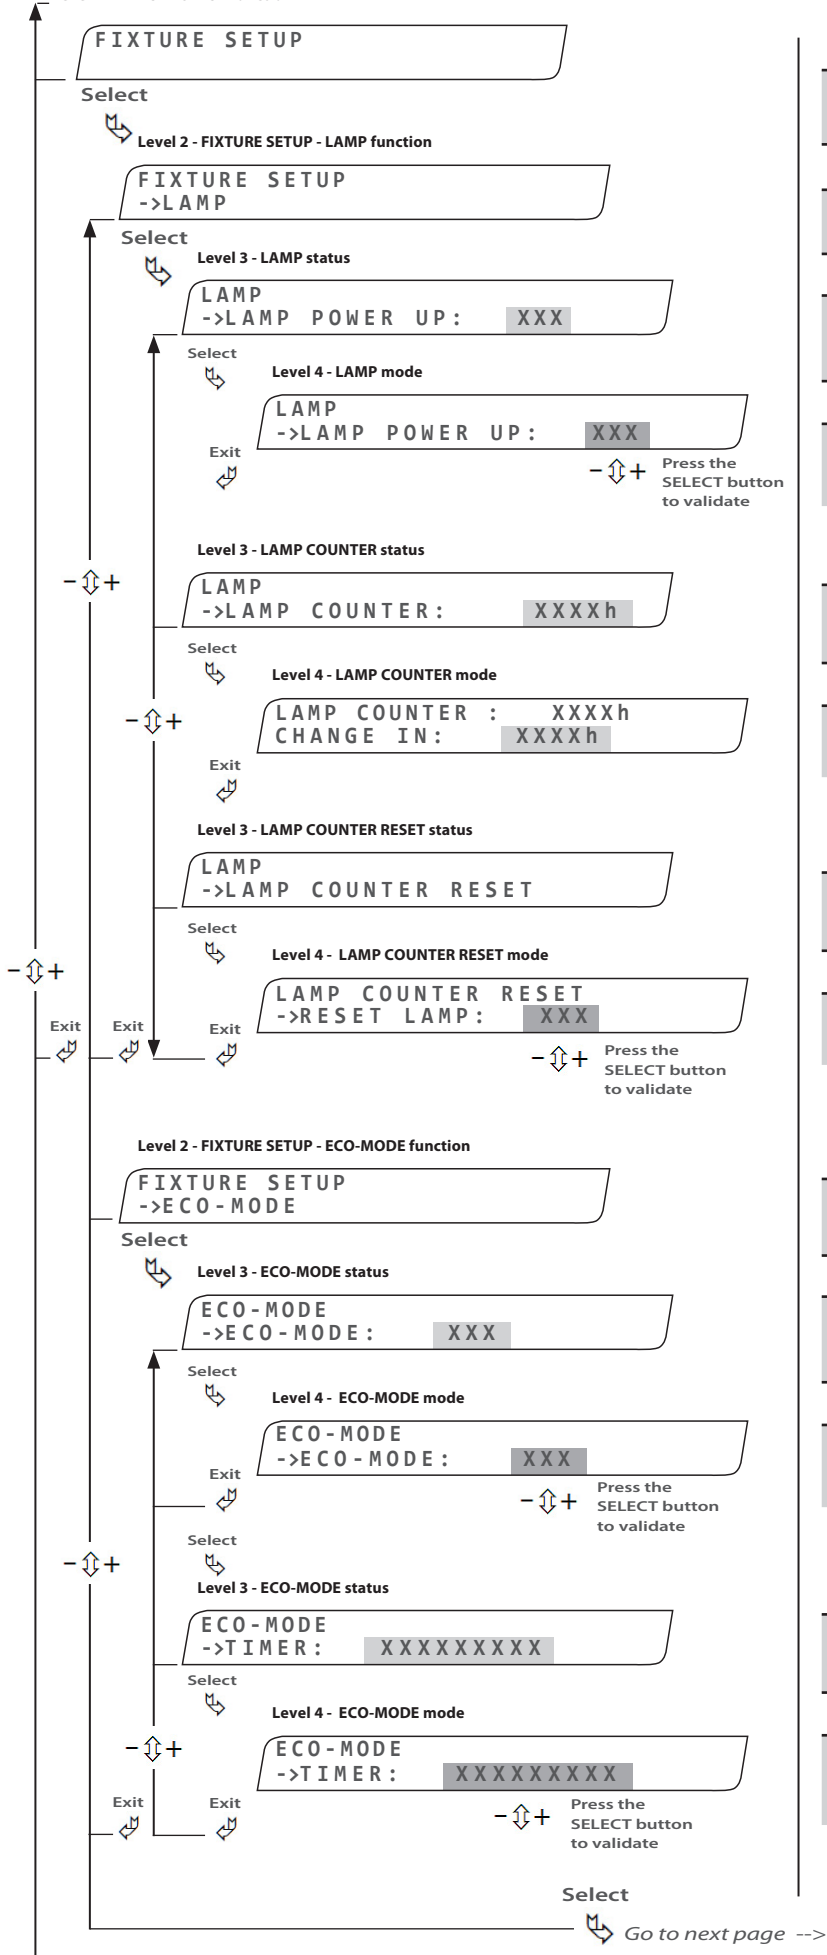 FIXTURE SETUP
Select
Level 2 - FIXTURE SETUP - LAMP function
FIXTURE SETUP
->LAMP
Select
Level 3 - LAMP status
LAMP
->LAMP POWER UP: XXX
Select
Level 4 - LAMP mode
LAMP
->LAMP POWER UP: XXX
Exit
- + Press the
SELECT button
to validate
Level 3 - LAMP COUNTER status
- +
LAMP
->LAMP COUNTER: XXXXh
Select
Level 4 - LAMP COUNTER mode
- +
LAMP COUNTER : XXXXh
CHANGE IN: XXXXh
Exit
Level 3 - LAMP COUNTER RESET status
LAMP
->LAMP COUNTER RESET
Select
Level 4 - LAMP COUNTER RESET mode
- +
LAMP COUNTER RESET
->RESET LAMP: XXX
Exit Exit Exit
- + Press the
SELECT button
to validate
Level 2 - FIXTURE SETUP - ECO-MODE function
FIXTURE SETUP
->ECO-MODE
Select
Level 3 - ECO-MODE status
ECO-MODE
->ECO-MODE: XXX
Select
Level 4 - ECO-MODE mode
ECO-MODE
->ECO-MODE: XXX
Exit
- + Press the
SELECT button
to validate
Select
- +
Level 3 - ECO-MODE status
ECO-MODE
->TIMER: XXXXXXXXX
Select
Level 4 - ECO-MODE mode
- +
ECO-MODE
->TIMER: XXXXXXXXX
Exit Exit
- + Press the
SELECT button
to validate
Select
Go to next page -->